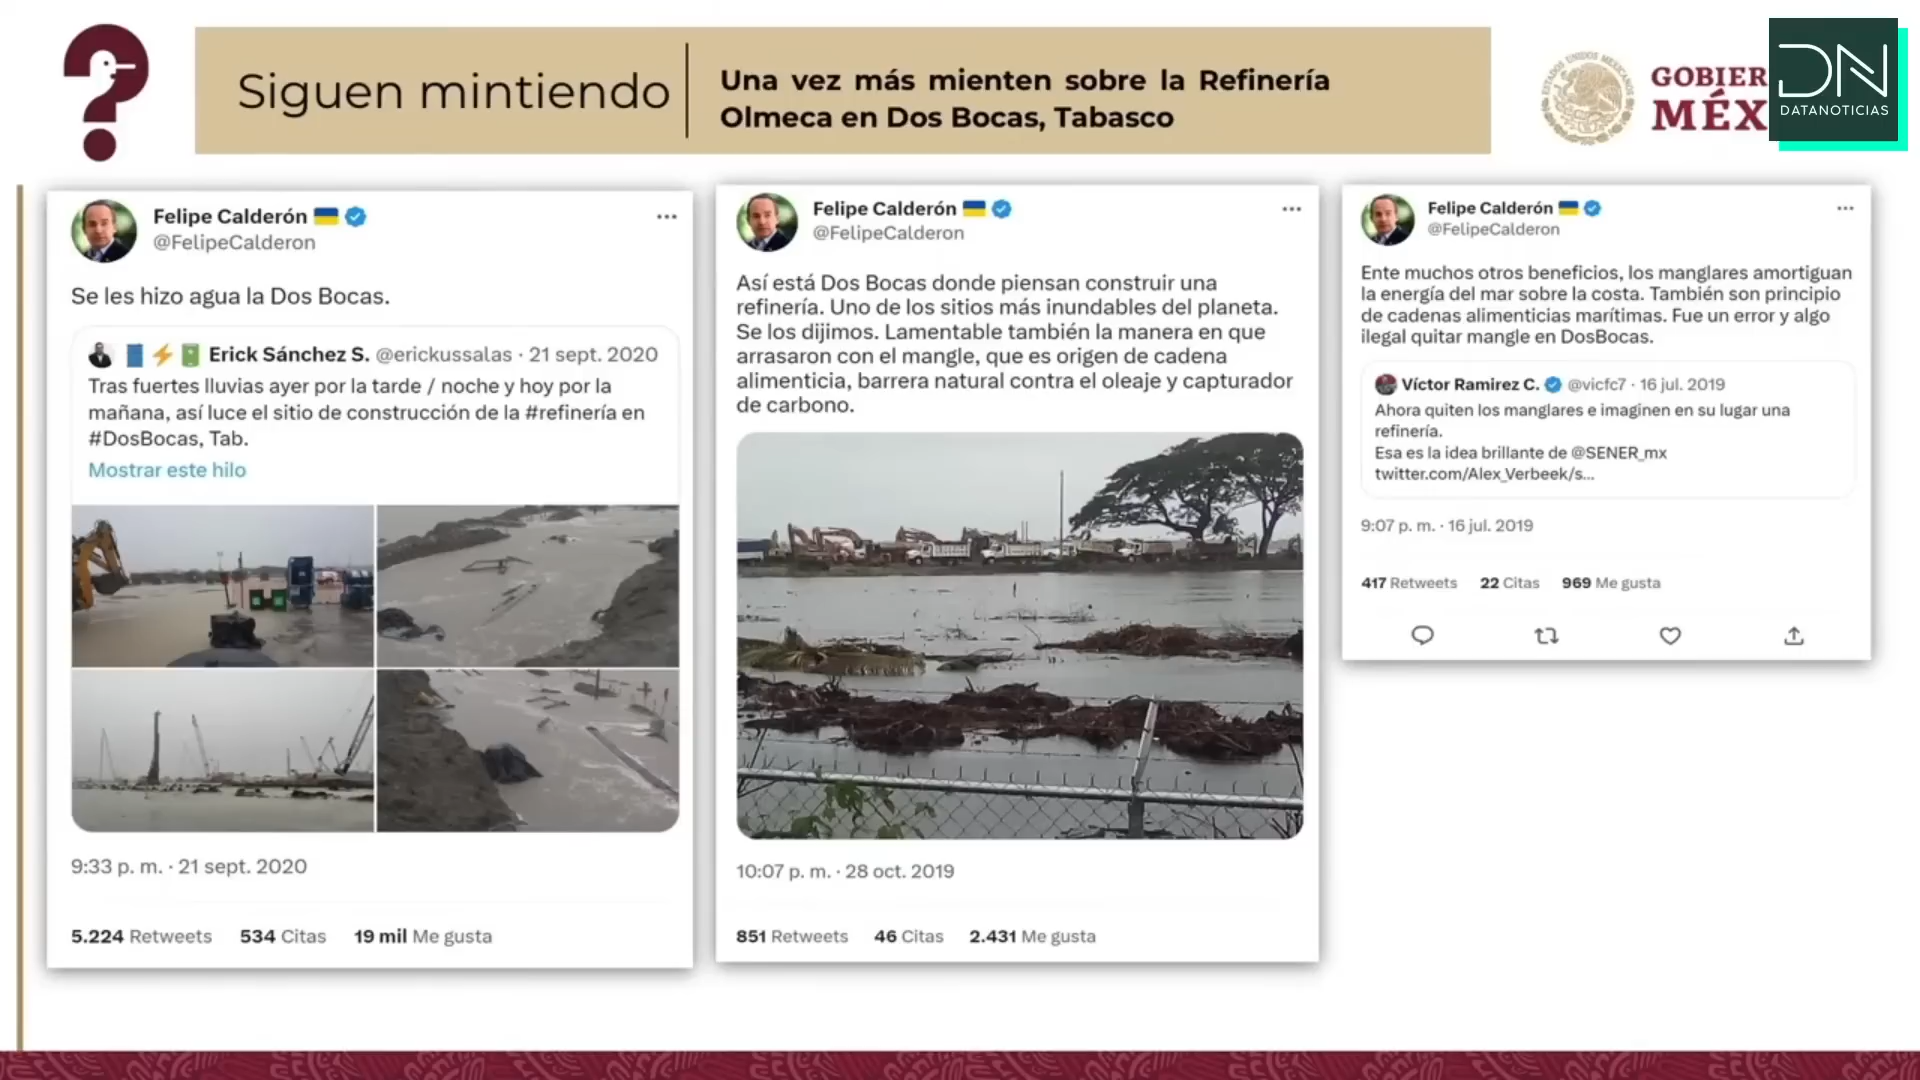 Siguen mintiendo
Una vez más mienten sobre la Refinería
Olmeca en Dos Bocas, Tabasco
ESTADOS UNIDOS MEXICANOS
GOBIER
MÉX
DN
DATANOTICIAS
Felipe Calderón
@FelipeCalderon
Se les hizo agua la Dos Bocas.
Erick Sánchez S. @erickussalas · 21 sept. 2020
Tras fuertes lluvias ayer por la tarde / noche y hoy por la
mañana, así luce el sitio de construcción de la #refinería en
#DosBocas, Tab.
Mostrar este hilo
9:33 p. m. · 21 sept. 2020
5.224 Retweets 534 Citas 19 mil Me gusta
Felipe Calderón
@FelipeCalderon
Así está Dos Bocas donde piensan construir una
refinería. Uno de los sitios más inundables del planeta.
Se los dijimos. Lamentable también la manera en que
arrasaron con el mangle, que es origen de cadena
alimenticia, barrera natural contra el oleaje y capturador
de carbono.
10:07 p. m. · 28 oct. 2019
851 Retweets 46 Citas 2.431 Me gusta
Felipe Calderón
@FelipeCalderon
Ente muchos otros beneficios, los manglares amortiguan
la energía del mar sobre la costa. También son principio
de cadenas alimenticias marítimas. Fue un error y algo
ilegal quitar mangle en DosBocas.
Víctor Ramirez C. @vicfc7 · 16 jul. 2019
Ahora quiten los manglares e imaginen en su lugar una
refinería.
Esa es la idea brillante de @SENER_mx
twitter.com/Alex_Verbeek/s...
9:07 p. m. · 16 jul. 2019
417 Retweets 22 Citas 969 Me gusta